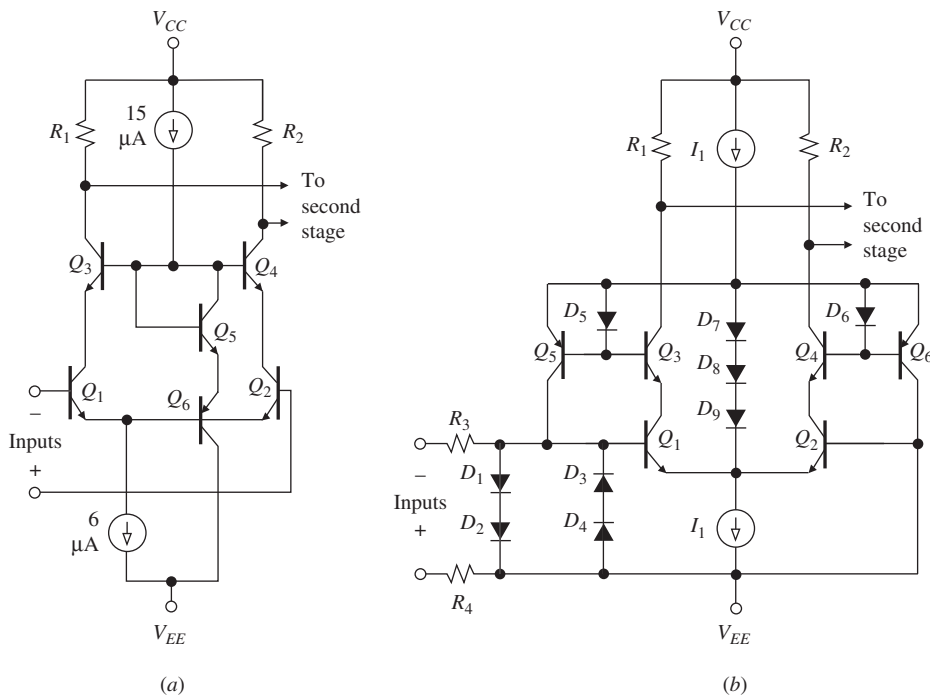 V_CC
15 µA
R_1
R_2
To second stage
Q_3
Q_4
Q_5
Q_1
Q_6
Q_2
−
Inputs
+
6 µA
V_EE
(a)
V_CC
R_1
I_1
R_2
To second stage
D_5
D_7
D_6
Q_5
Q_3
D_8
Q_4
Q_6
D_9
R_3
Q_1
Q_2
−
Inputs
+
D_1
D_3
D_2
D_4
I_1
R_4
V_EE
(b)